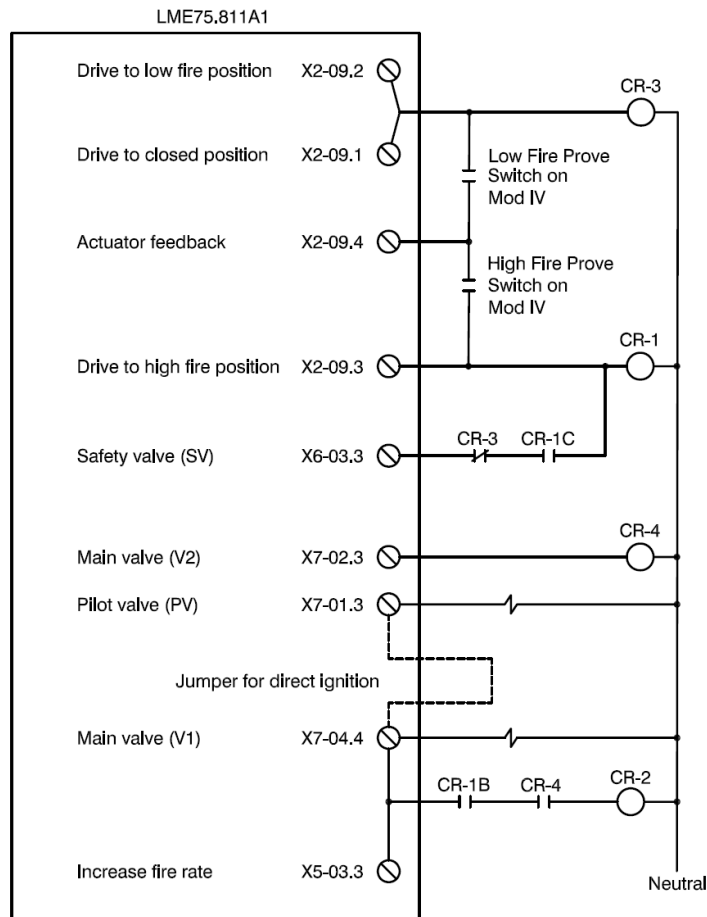 LME75.811A1
Drive to low fire position X2-09.2
CR-3
Drive to closed position X2-09.1
Low Fire Prove
Switch on
Mod IV
Actuator feedback X2-09.4
High Fire Prove
Switch on
Mod IV
Drive to high fire position X2-09.3
CR-1
Safety valve (SV) X6-03.3
CR-3 CR-1C
Main valve (V2) X7-02.3
CR-4
Pilot valve (PV) X7-01.3
Jumper for direct ignition
Main valve (V1) X7-04.4
CR-1B CR-4 CR-2
Increase fire rate X5-03.3
Neutral